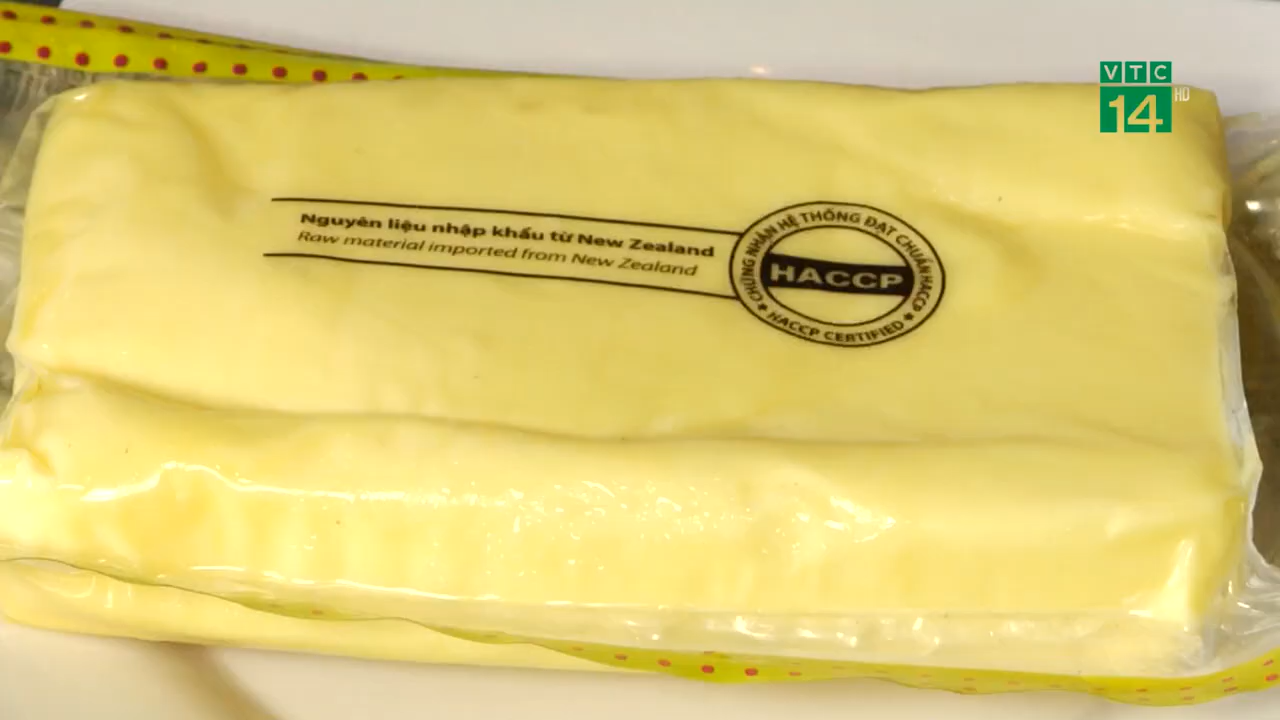 VTC
14 HD
Nguyên liệu nhập khẩu từ New Zealand
Raw material imported from New Zealand
CHỨNG NHẬN HỆ THỐNG ĐẠT CHUẨN HACCP
HACCP
★ HACCP CERTIFIED ★